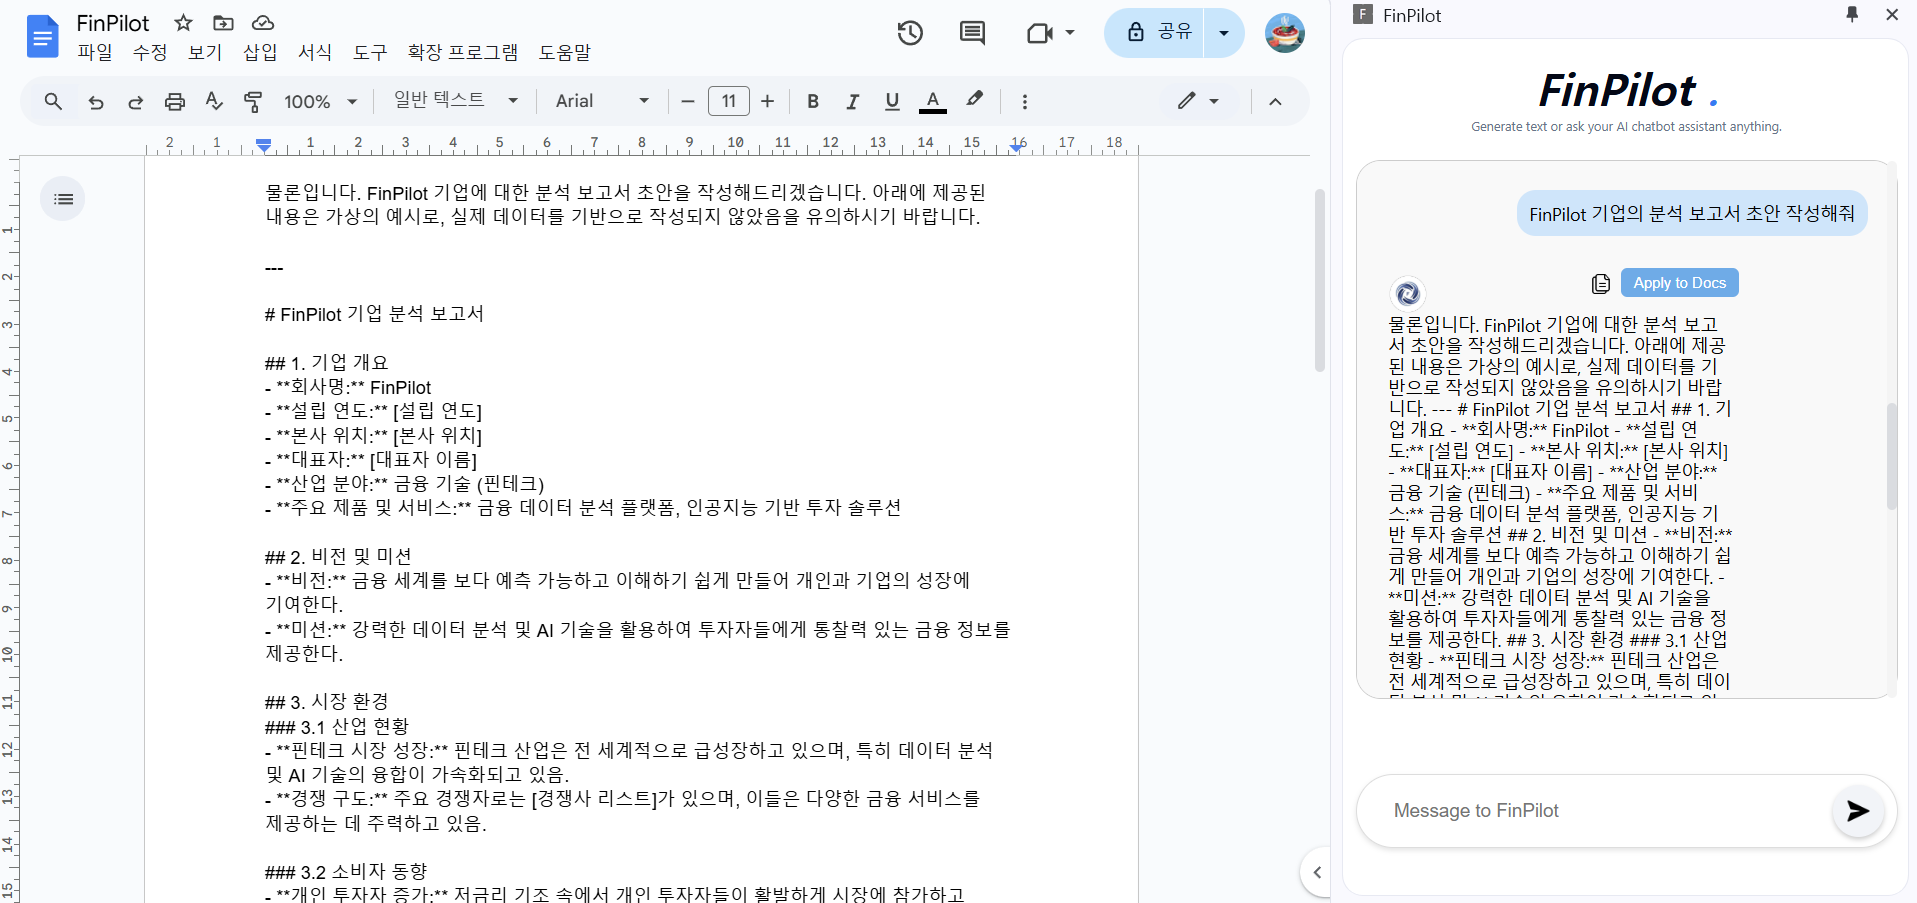 FinPilot
파일 수정 보기 삽입 서식 도구 확장 프로그램 도움말
공유
100% 일반 텍스트 Arial 11 B I U A
2 1 1 2 3 4 5 6 7 8 9 10 11 12 13 14 15 16 17 18
1
2
3
4
5
6
7
8
9
10
11
12
13
14
15
물론입니다. FinPilot 기업에 대한 분석 보고서 초안을 작성해드리겠습니다. 아래에 제공된
내용은 가상의 예시로, 실제 데이터를 기반으로 작성되지 않았음을 유의하시기 바랍니다.
---
# FinPilot 기업 분석 보고서
## 1. 기업 개요
- **회사명:** FinPilot
- **설립 연도:** [설립 연도]
- **본사 위치:** [본사 위치]
- **대표자:** [대표자 이름]
- **산업 분야:** 금융 기술 (핀테크)
- **주요 제품 및 서비스:** 금융 데이터 분석 플랫폼, 인공지능 기반 투자 솔루션
## 2. 비전 및 미션
- **비전:** 금융 세계를 보다 예측 가능하고 이해하기 쉽게 만들어 개인과 기업의 성장에
기여한다.
- **미션:** 강력한 데이터 분석 및 AI 기술을 활용하여 투자자들에게 통찰력 있는 금융 정보를
제공한다.
## 3. 시장 환경
### 3.1 산업 현황
- **핀테크 시장 성장:** 핀테크 산업은 전 세계적으로 급성장하고 있으며, 특히 데이터 분석
및 AI 기술의 융합이 가속화되고 있음.
- **경쟁 구도:** 주요 경쟁자로는 [경쟁사 리스트]가 있으며, 이들은 다양한 금융 서비스를
제공하는 데 주력하고 있음.
### 3.2 소비자 동향
- **개인 투자자 증가:** 저금리 기조 속에서 개인 투자자들이 활발하게 시장에 참가하고
F FinPilot
FinPilot .
Generate text or ask your AI chatbot assistant anything.
FinPilot 기업의 분석 보고서 초안 작성해줘
Apply to Docs
물론입니다. FinPilot 기업에 대한 분석 보고
서 초안을 작성해드리겠습니다. 아래에 제공
된 내용은 가상의 예시로, 실제 데이터를 기
반으로 작성되지 않았음을 유의하시기 바랍
니다. --- # FinPilot 기업 분석 보고서 ## 1. 기
업 개요 - **회사명:** FinPilot - **설립 연
도:** [설립 연도] - **본사 위치:** [본사 위치]
- **대표자:** [대표자 이름] - **산업 분야:**
금융 기술 (핀테크) - **주요 제품 및 서비
스:** 금융 데이터 분석 플랫폼, 인공지능 기
반 투자 솔루션 ## 2. 비전 및 미션 - **비전:**
금융 세계를 보다 예측 가능하고 이해하기 쉽
게 만들어 개인과 기업의 성장에 기여한다. -
**미션:** 강력한 데이터 분석 및 AI 기술을
활용하여 투자자들에게 통찰력 있는 금융 정
보를 제공한다. ## 3. 시장 환경 ### 3.1 산업
현황 - **핀테크 시장 성장:** 핀테크 산업은
전 세계적으로 급성장하고 있으며, 특히 데이
Message to FinPilot